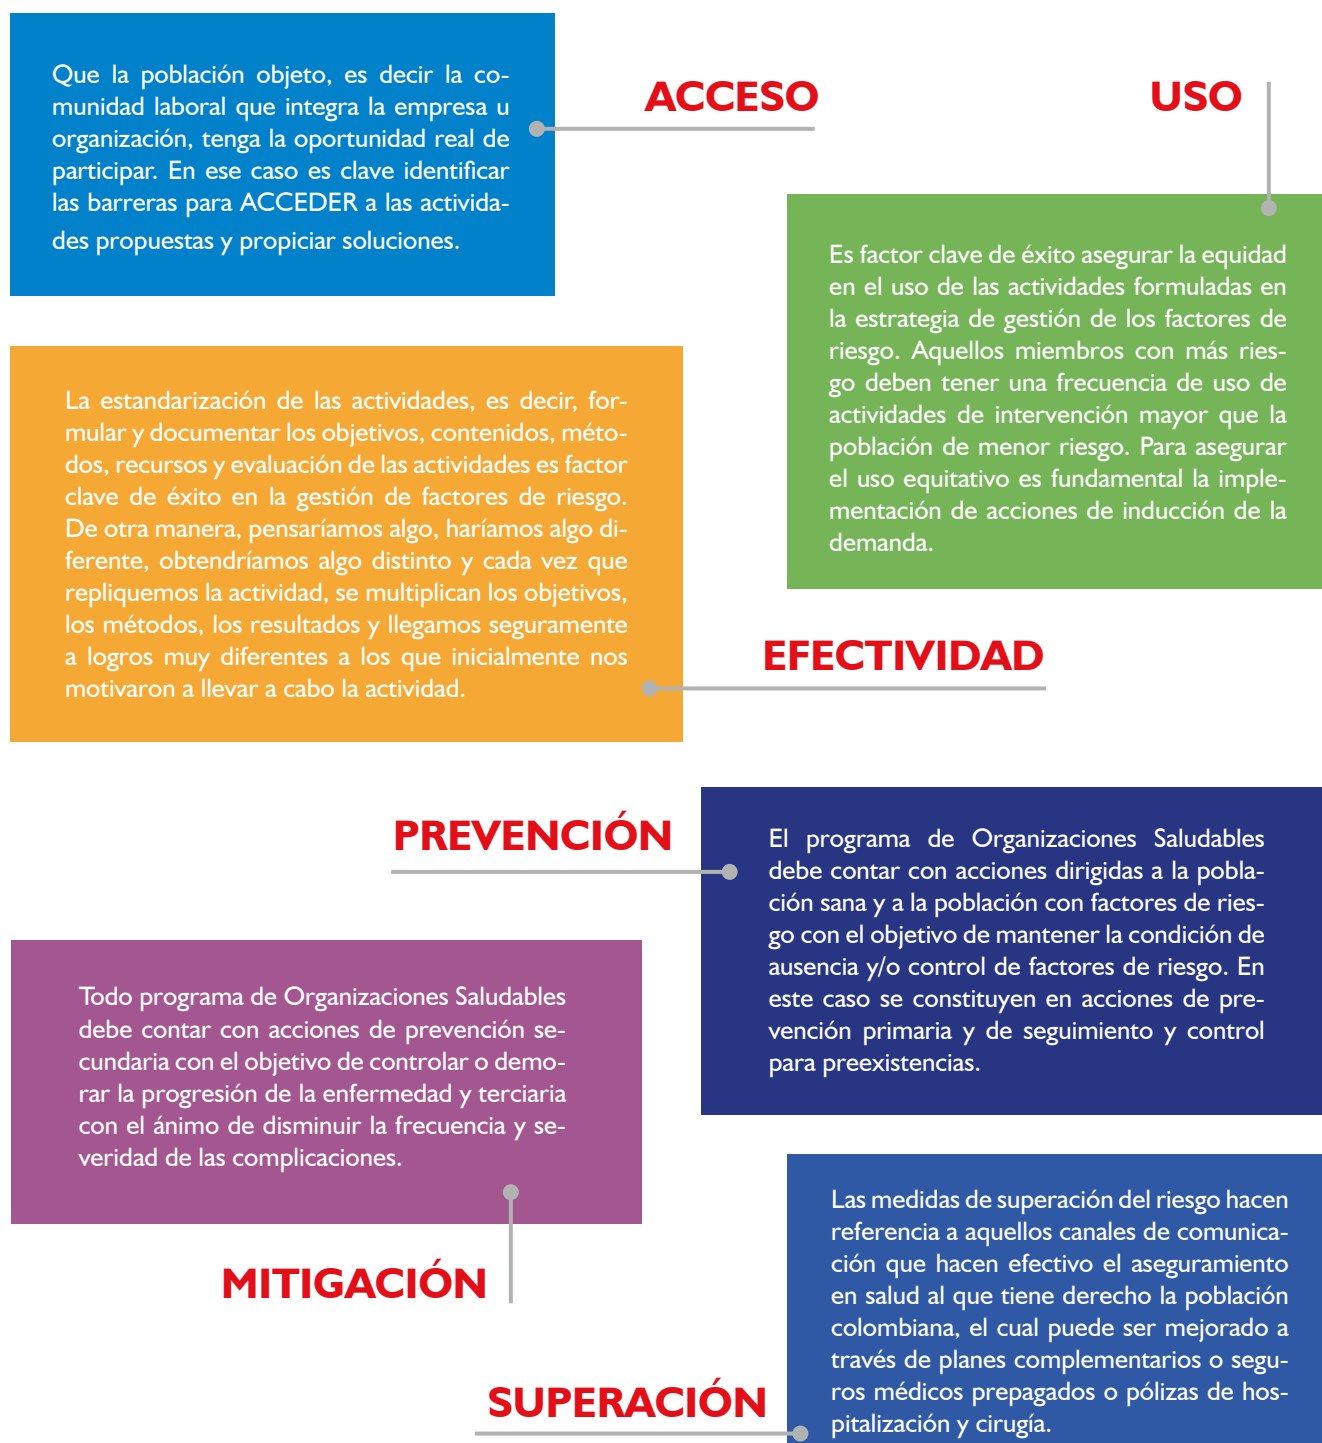 Que la población objeto, es decir la co-
munidad laboral que integra la empresa u
organización, tenga la oportunidad real de
participar. En ese caso es clave identificar
las barreras para ACCEDER a las activida-
des propuestas y propiciar soluciones.
ACCESO
USO
Es factor clave de éxito asegurar la equidad
en el uso de las actividades formuladas en
la estrategia de gestión de los factores de
riesgo. Aquellos miembros con más ries-
go deben tener una frecuencia de uso de
actividades de intervención mayor que la
población de menor riesgo. Para asegurar
el uso equitativo es fundamental la imple-
mentación de acciones de inducción de la
demanda.
La estandarización de las actividades, es decir, for-
mular y documentar los objetivos, contenidos, méto-
dos, recursos y evaluación de las actividades es factor
clave de éxito en la gestión de factores de riesgo.
De otra manera, pensaríamos algo, haríamos algo di-
ferente, obtendríamos algo distinto y cada vez que
repliquemos la actividad, se multiplican los objetivos,
los métodos, los resultados y llegamos seguramente
a logros muy diferentes a los que inicialmente nos
motivaron a llevar a cabo la actividad.
EFECTIVIDAD
PREVENCIÓN
El programa de Organizaciones Saludables
debe contar con acciones dirigidas a la pobla-
ción sana y a la población con factores de ries-
go con el objetivo de mantener la condición de
ausencia y/o control de factores de riesgo. En
este caso se constituyen en acciones de pre-
vención primaria y de seguimiento y control
para preexistencias.
Todo programa de Organizaciones Saludables
debe contar con acciones de prevención se-
cundaria con el objetivo de controlar o demo-
rar la progresión de la enfermedad y terciaria
con el ánimo de disminuir la frecuencia y se-
veridad de las complicaciones.
MITIGACIÓN
Las medidas de superación del riesgo hacen
referencia a aquellos canales de comunica-
ción que hacen efectivo el aseguramiento
en salud al que tiene derecho la población
colombiana, el cual puede ser mejorado a
través de planes complementarios o segu-
ros médicos prepagados o pólizas de hos-
pitalización y cirugía.
SUPERACIÓN